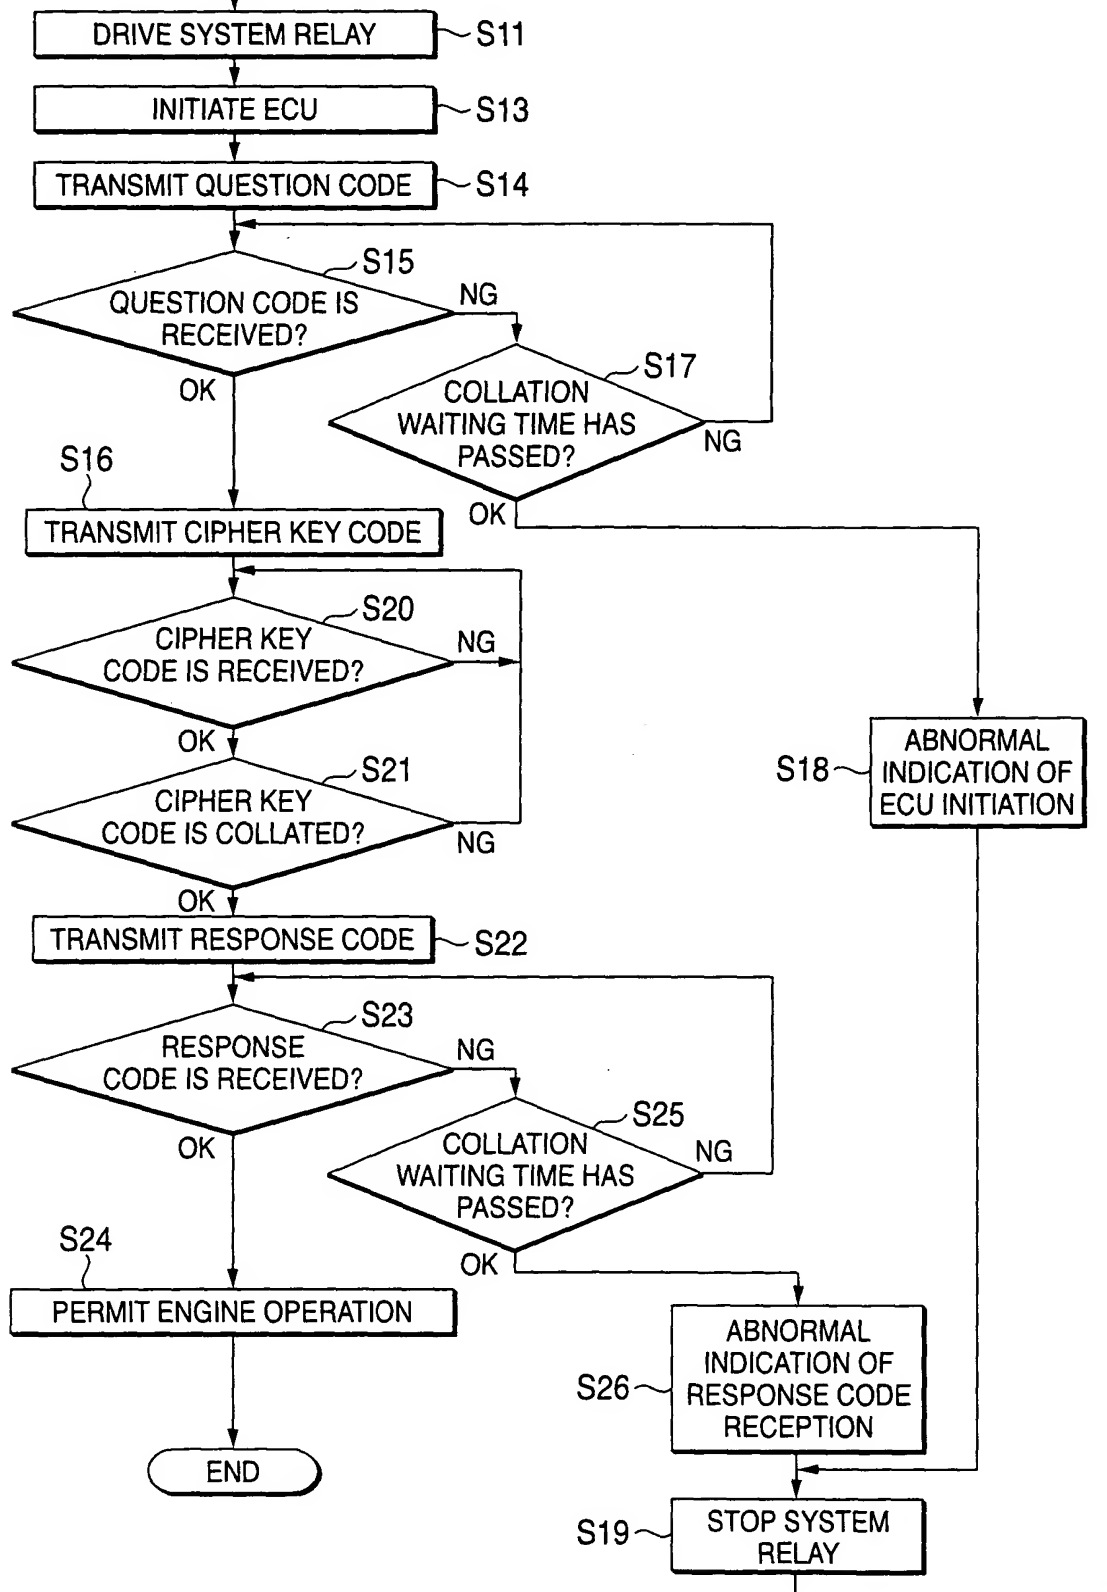 DRIVE SYSTEM RELAY
S11
INITIATE ECU
S13
TRANSMIT QUESTION CODE
S14
S15
QUESTION CODE IS
RECEIVED?
NG
OK
S17
COLLATION
WAITING TIME HAS
PASSED?
NG
OK
S16
TRANSMIT CIPHER KEY CODE
S20
CIPHER KEY
CODE IS RECEIVED?
NG
OK
S21
CIPHER KEY
CODE IS COLLATED?
NG
OK
S18
ABNORMAL
INDICATION OF
ECU INITIATION
TRANSMIT RESPONSE CODE
S22
S23
RESPONSE
CODE IS RECEIVED?
NG
OK
S25
COLLATION
WAITING TIME HAS
PASSED?
NG
OK
S24
PERMIT ENGINE OPERATION
END
S26
ABNORMAL
INDICATION OF
RESPONSE CODE
RECEPTION
S19
STOP SYSTEM
RELAY